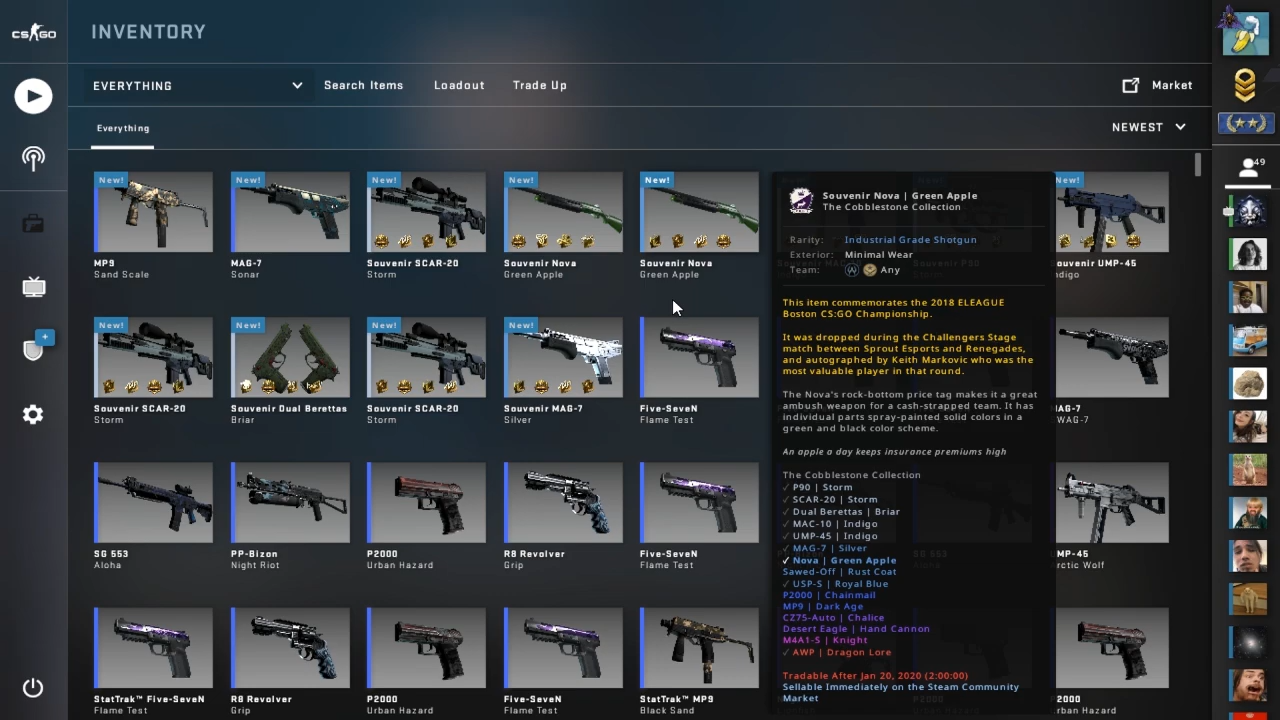 CS GO
INVENTORY
EVERYTHING
Search Items
Loadout
Trade Up
Market
Everything
NEWEST
49
New!
New!
New!
New!
New!
New!
MP9
Sand Scale
MAG-7
Sonar
Souvenir SCAR-20
Storm
Souvenir Nova
Green Apple
Souvenir Nova
Green Apple
Souvenir UMP-45
ndigo
New!
New!
New!
New!
Souvenir SCAR-20
Storm
Souvenir Dual Berettas
Briar
Souvenir SCAR-20
Storm
Souvenir MAG-7
Silver
Five-SeveN
Flame Test
MAG-7
WAG-7
SG 553
Aloha
PP-Bizon
Night Riot
P2000
Urban Hazard
R8 Revolver
Grip
Five-SeveN
Flame Test
UMP-45
rctic Wolf
StatTrak™ Five-SeveN
Flame Test
R8 Revolver
Grip
P2000
Urban Hazard
Five-SeveN
Flame Test
StatTrak™ MP9
Black Sand
P2000
Urban Hazard
Souvenir Nova | Green Apple
The Cobblestone Collection
Rarity: Industrial Grade Shotgun
Exterior: Minimal Wear
Team: Any
This item commemorates the 2018 ELEAGUE
Boston CS:GO Championship.
It was dropped during the Challengers Stage
match between Sprout Esports and Renegades,
and autographed by Keith Markovic who was the
most valuable player in that round.
The Nova's rock-bottom price tag makes it a great
ambush weapon for a cash-strapped team. It has
individual parts spray-painted solid colors in a
green and black color scheme.
An apple a day keeps insurance premiums high
The Cobblestone Collection
✓ P90 | Storm
✓ SCAR-20 | Storm
✓ Dual Berettas | Briar
✓ MAC-10 | Indigo
✓ UMP-45 | Indigo
✓ MAG-7 | Silver
✓ Nova | Green Apple
Sawed-Off | Rust Coat
✓ USP-S | Royal Blue
P2000 | Chainmail
MP9 | Dark Age
CZ75-Auto | Chalice
Desert Eagle | Hand Cannon
M4A1-S | Knight
✓ AWP | Dragon Lore
Tradable After Jan 20, 2020 (2:00:00)
Sellable Immediately on the Steam Community
Market